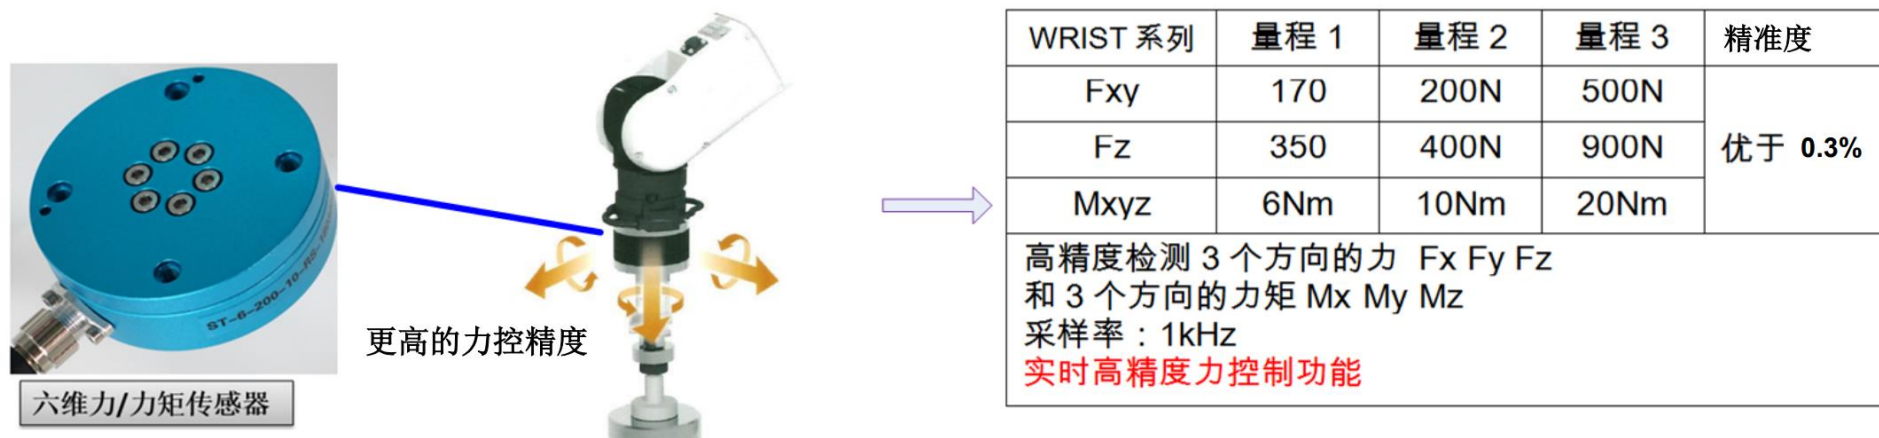 ST-6-200-10-RS
六维力/力矩传感器
更高的力控精度
WRIST 系列 量程 1 量程 2 量程 3 精准度
Fxy 170 200N 500N
Fz 350 400N 900N 优于 0.3%
Mxyz 6Nm 10Nm 20Nm
高精度检测 3 个方向的力 Fx Fy Fz
和 3 个方向的力矩 Mx My Mz
采样率：1kHz
实时高精度力控制功能